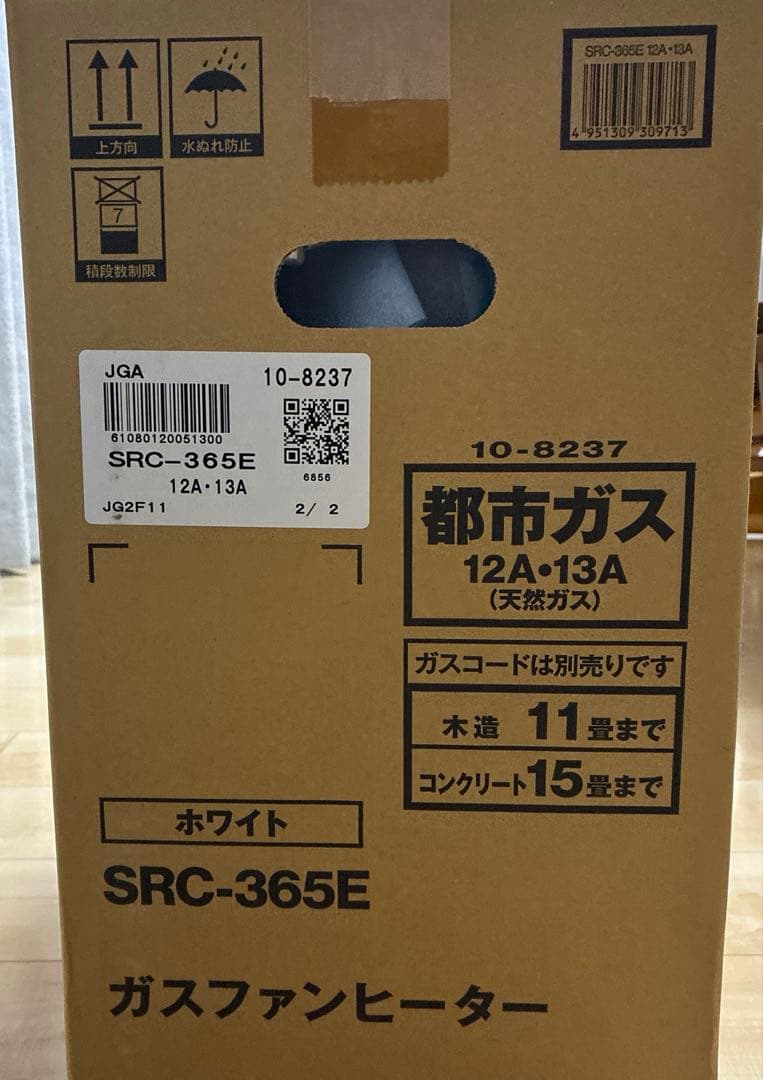 上方向
水ぬれ防止
7
積段数制限
SRC-365E 12A・13A
4 951309 309713
JGA
10-8237
61080120051300
SRC-365E
12A・13A
6856
JG2F11
2/ 2
10-8237
都市ガス
12A・13A
(天然ガス)
ガスコードは別売りです
木造 11畳まで
コンクリート15畳まで
ホワイト
SRC-365E
ガスファンヒーター